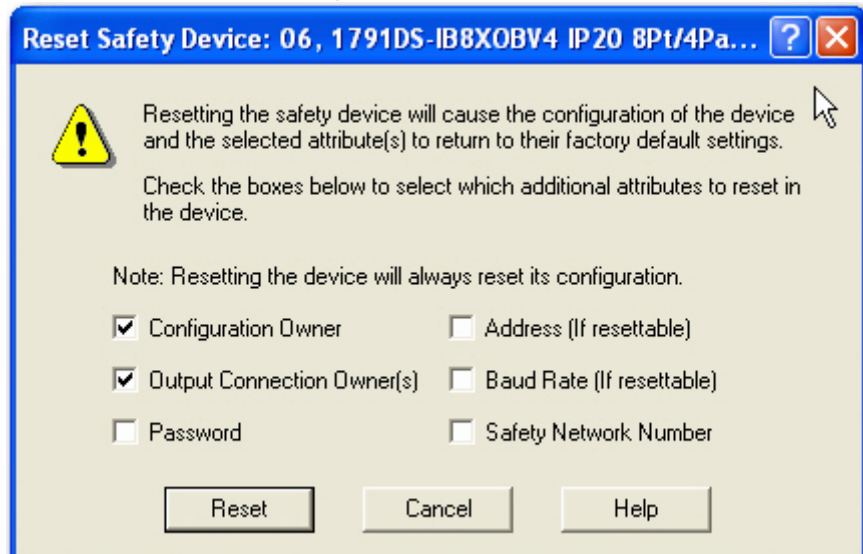 Reset Safety Device: 06, 1791DS-IB8XOBV4 IP20 8Pt/4Pa...
Resetting the safety device will cause the configuration of the device
and the selected attribute(s) to return to their factory default settings.
Check the boxes below to select which additional attributes to reset in
the device.
Note: Resetting the device will always reset its configuration.
Configuration Owner
Address (If resettable)
Output Connection Owner(s)
Baud Rate (If resettable)
Password
Safety Network Number
Reset
Cancel
Help